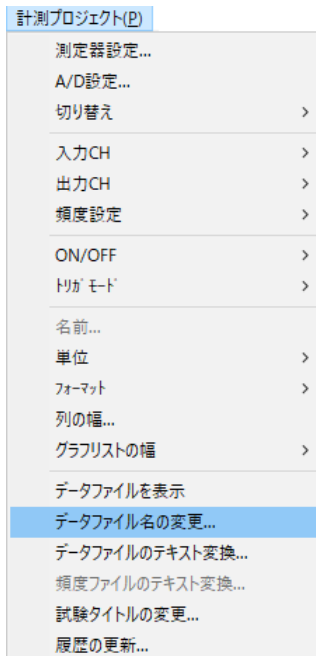 計測プロジェクト(P)
測定器設定...
A/D設定...
切り替え
入力CH
出力CH
頻度設定
ON/OFF
ﾄﾘｶﾞ ﾓｰﾄﾞ
名前...
単位
ﾌｫｰﾏｯﾄ
列の幅...
グラフリストの幅
データファイルを表示
データファイル名の変更...
データファイルのテキスト変換...
頻度ファイルのテキスト変換...
試験タイトルの変更...
履歴の更新...